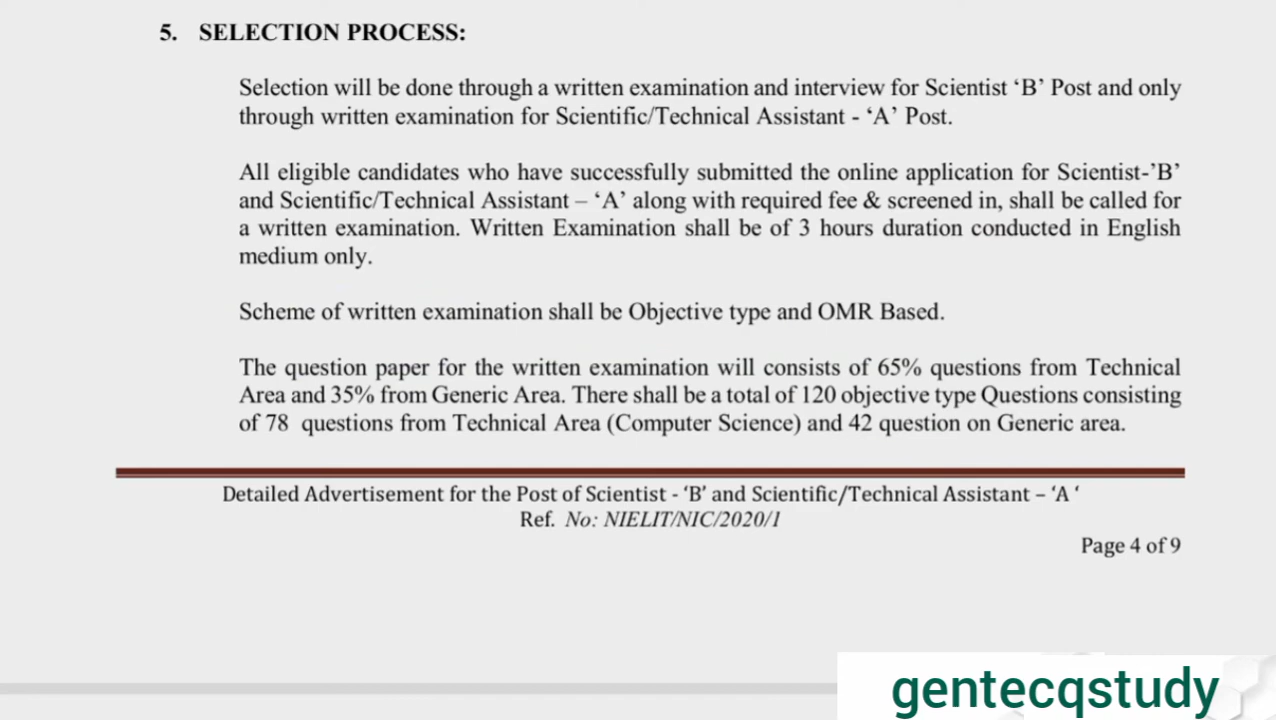 5. SELECTION PROCESS:
Selection will be done through a written examination and interview for Scientist ‘B’ Post and only
through written examination for Scientific/Technical Assistant - ‘A’ Post.
All eligible candidates who have successfully submitted the online application for Scientist-’B’
and Scientific/Technical Assistant – ‘A’ along with required fee & screened in, shall be called for
a written examination. Written Examination shall be of 3 hours duration conducted in English
medium only.
Scheme of written examination shall be Objective type and OMR Based.
The question paper for the written examination will consists of 65% questions from Technical
Area and 35% from Generic Area. There shall be a total of 120 objective type Questions consisting
of 78 questions from Technical Area (Computer Science) and 42 question on Generic area.
Detailed Advertisement for the Post of Scientist - ‘B’ and Scientific/Technical Assistant – ‘A ‘
Ref. No: NIELIT/NIC/2020/1
Page 4 of 9
gentecqstudy